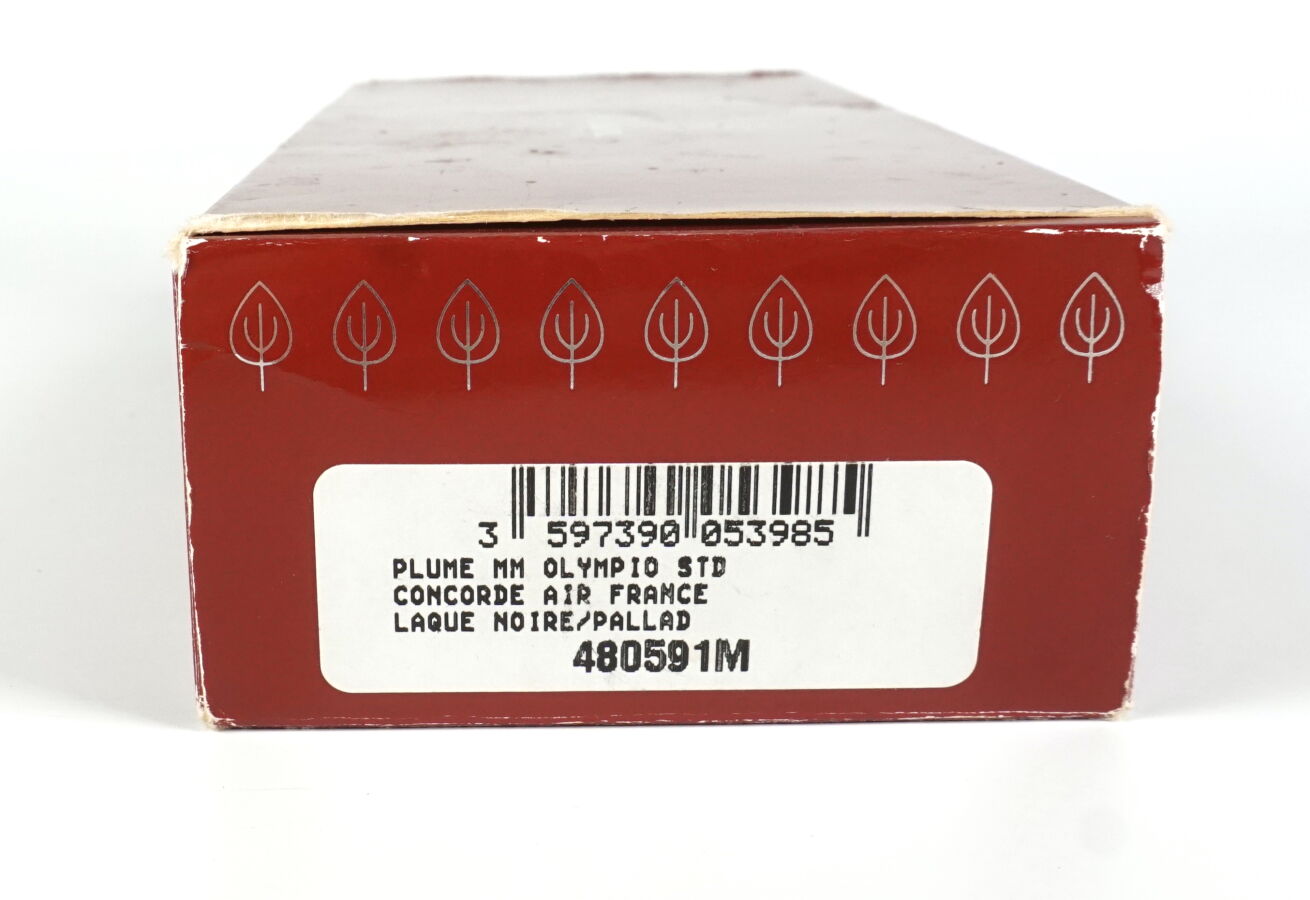 3 597390 053985
PLUME MM OLYMPIO STD
CONCORDE AIR FRANCE
LAQUE NOIRE/PALLAD
480591M